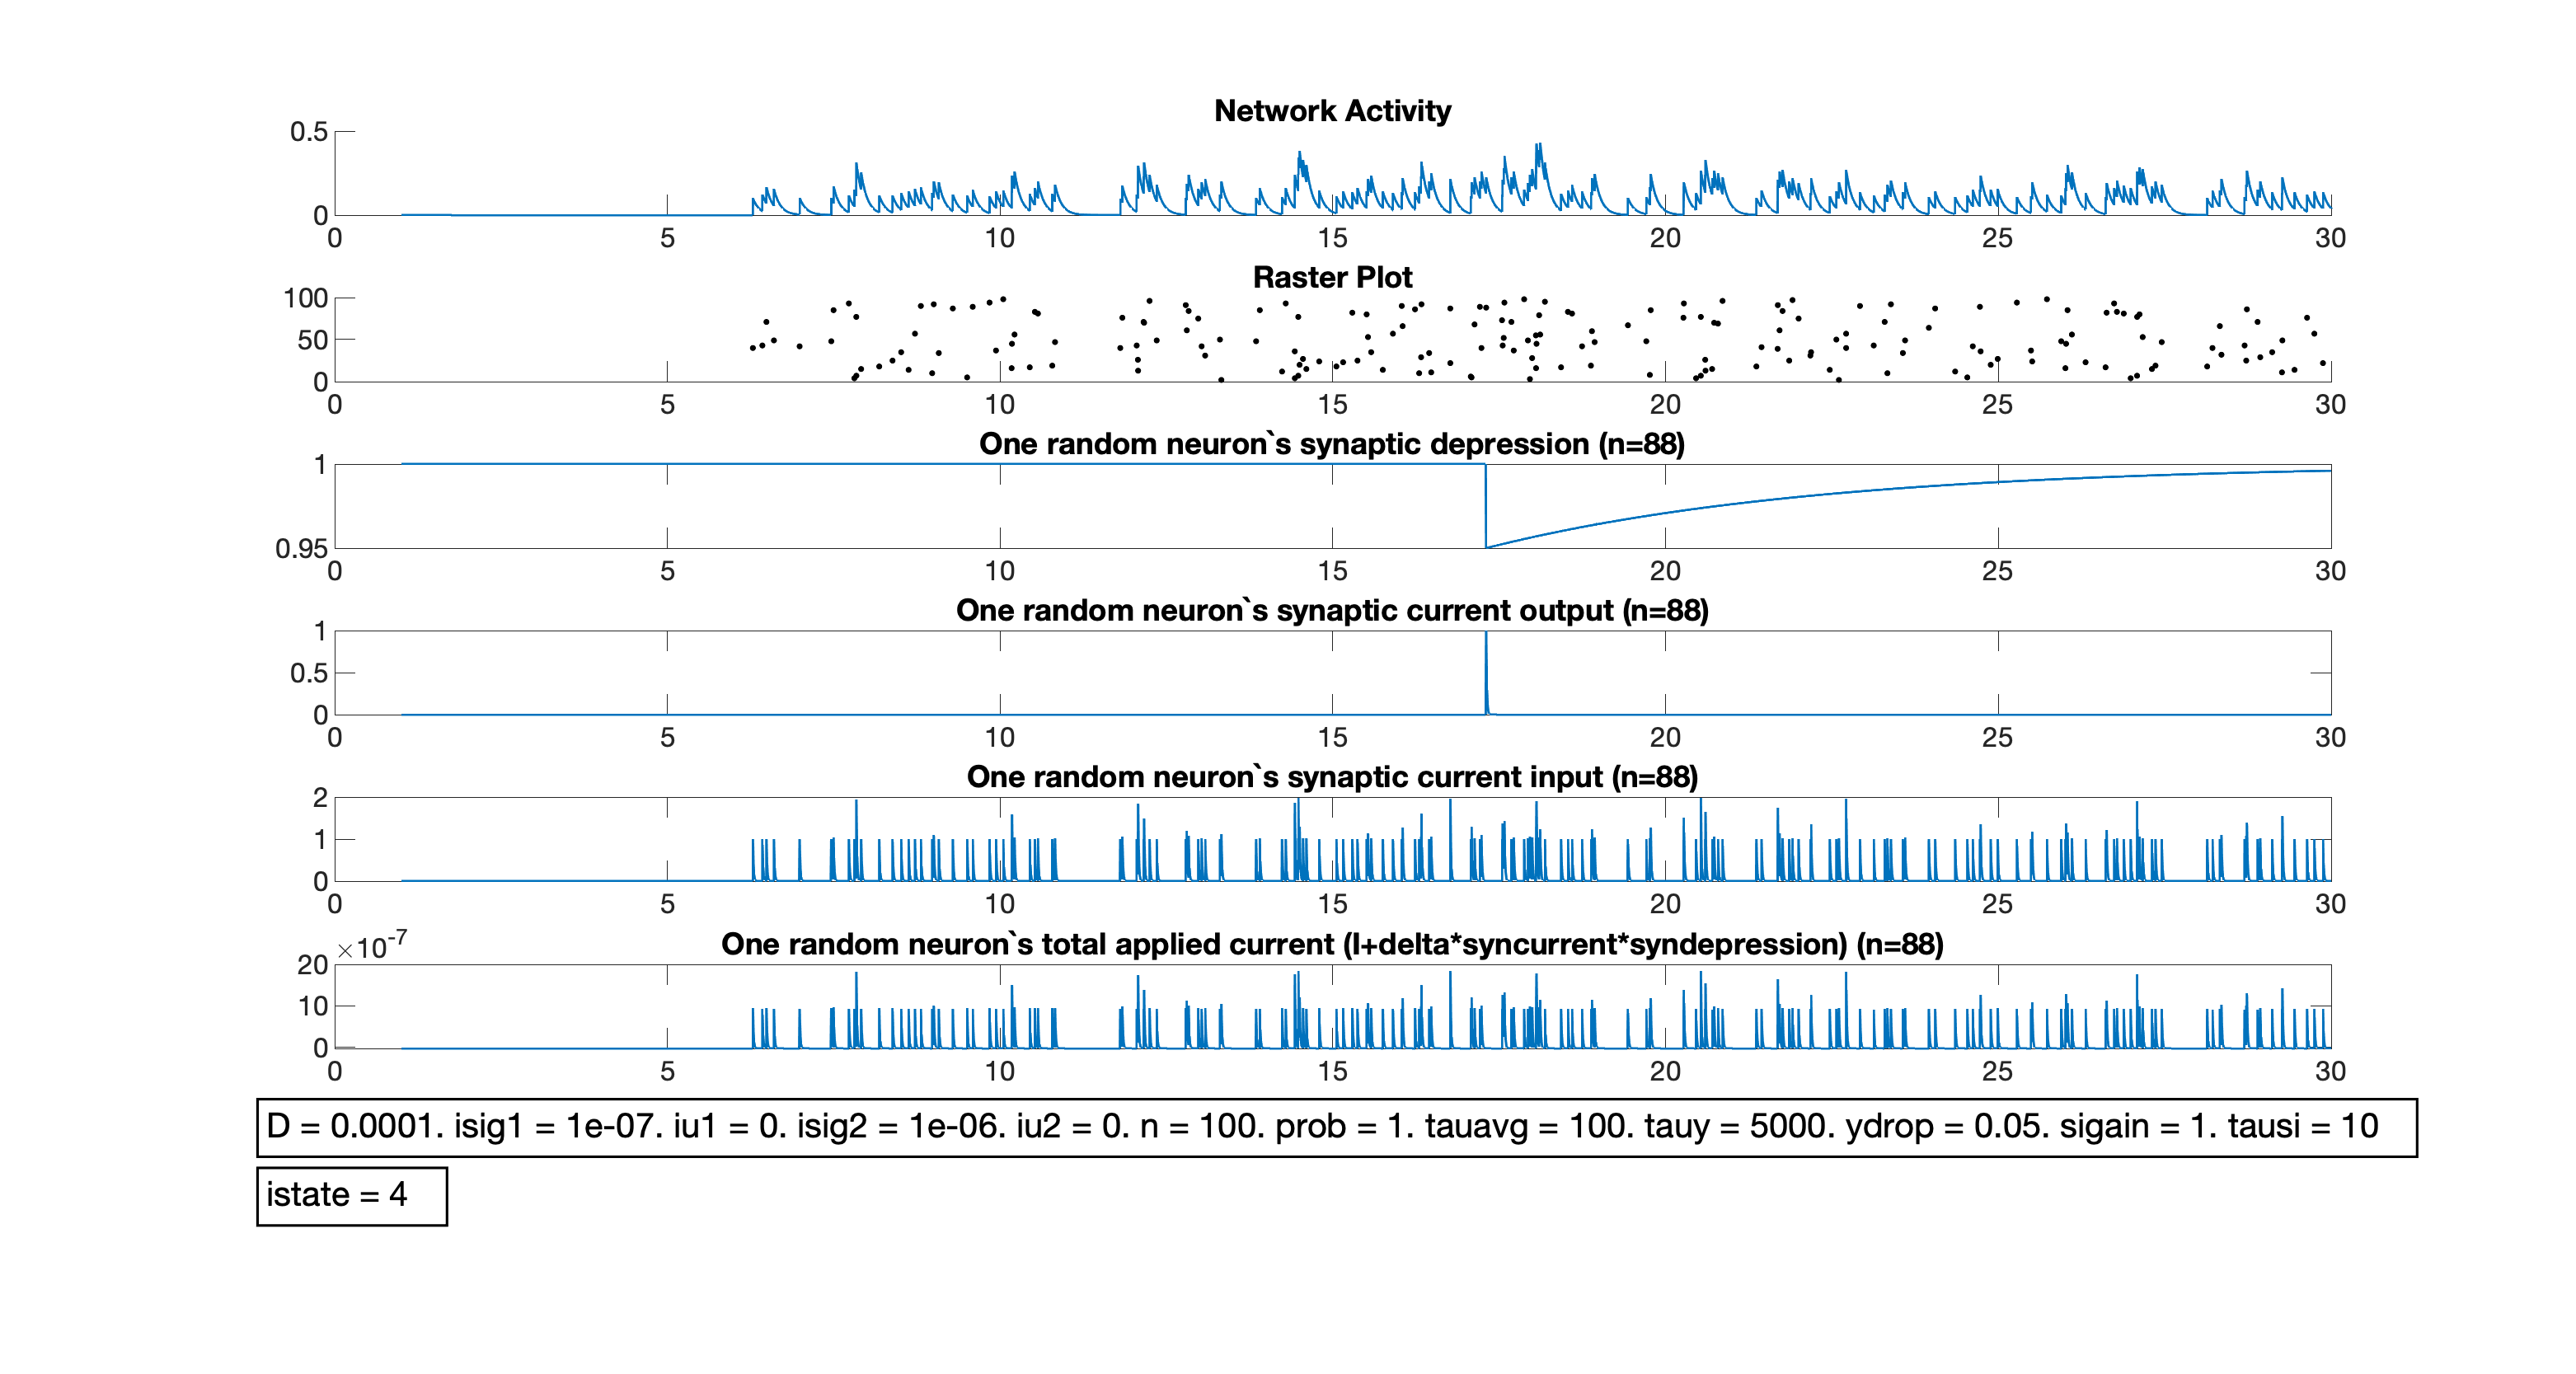 Network Activity
0.5
0
0 5 10 15 20 25 30
Raster Plot
100
50
0
0 5 10 15 20 25 30
One random neuron`s synaptic depression (n=88)
1
0.95
0 5 10 15 20 25 30
One random neuron`s synaptic current output (n=88)
1
0.5
0
0 5 10 15 20 25 30
One random neuron`s synaptic current input (n=88)
2
1
0
0 5 10 15 20 25 30
One random neuron`s total applied current (I+delta*syncurrent*syndepression) (n=88)
×10⁻⁷
20
10
0
0 5 10 15 20 25 30
D = 0.0001. isig1 = 1e-07. iu1 = 0. isig2 = 1e-06. iu2 = 0. n = 100. prob = 1. tauavg = 100. tauy = 5000. ydrop = 0.05. sigain = 1. tausi = 10
istate = 4